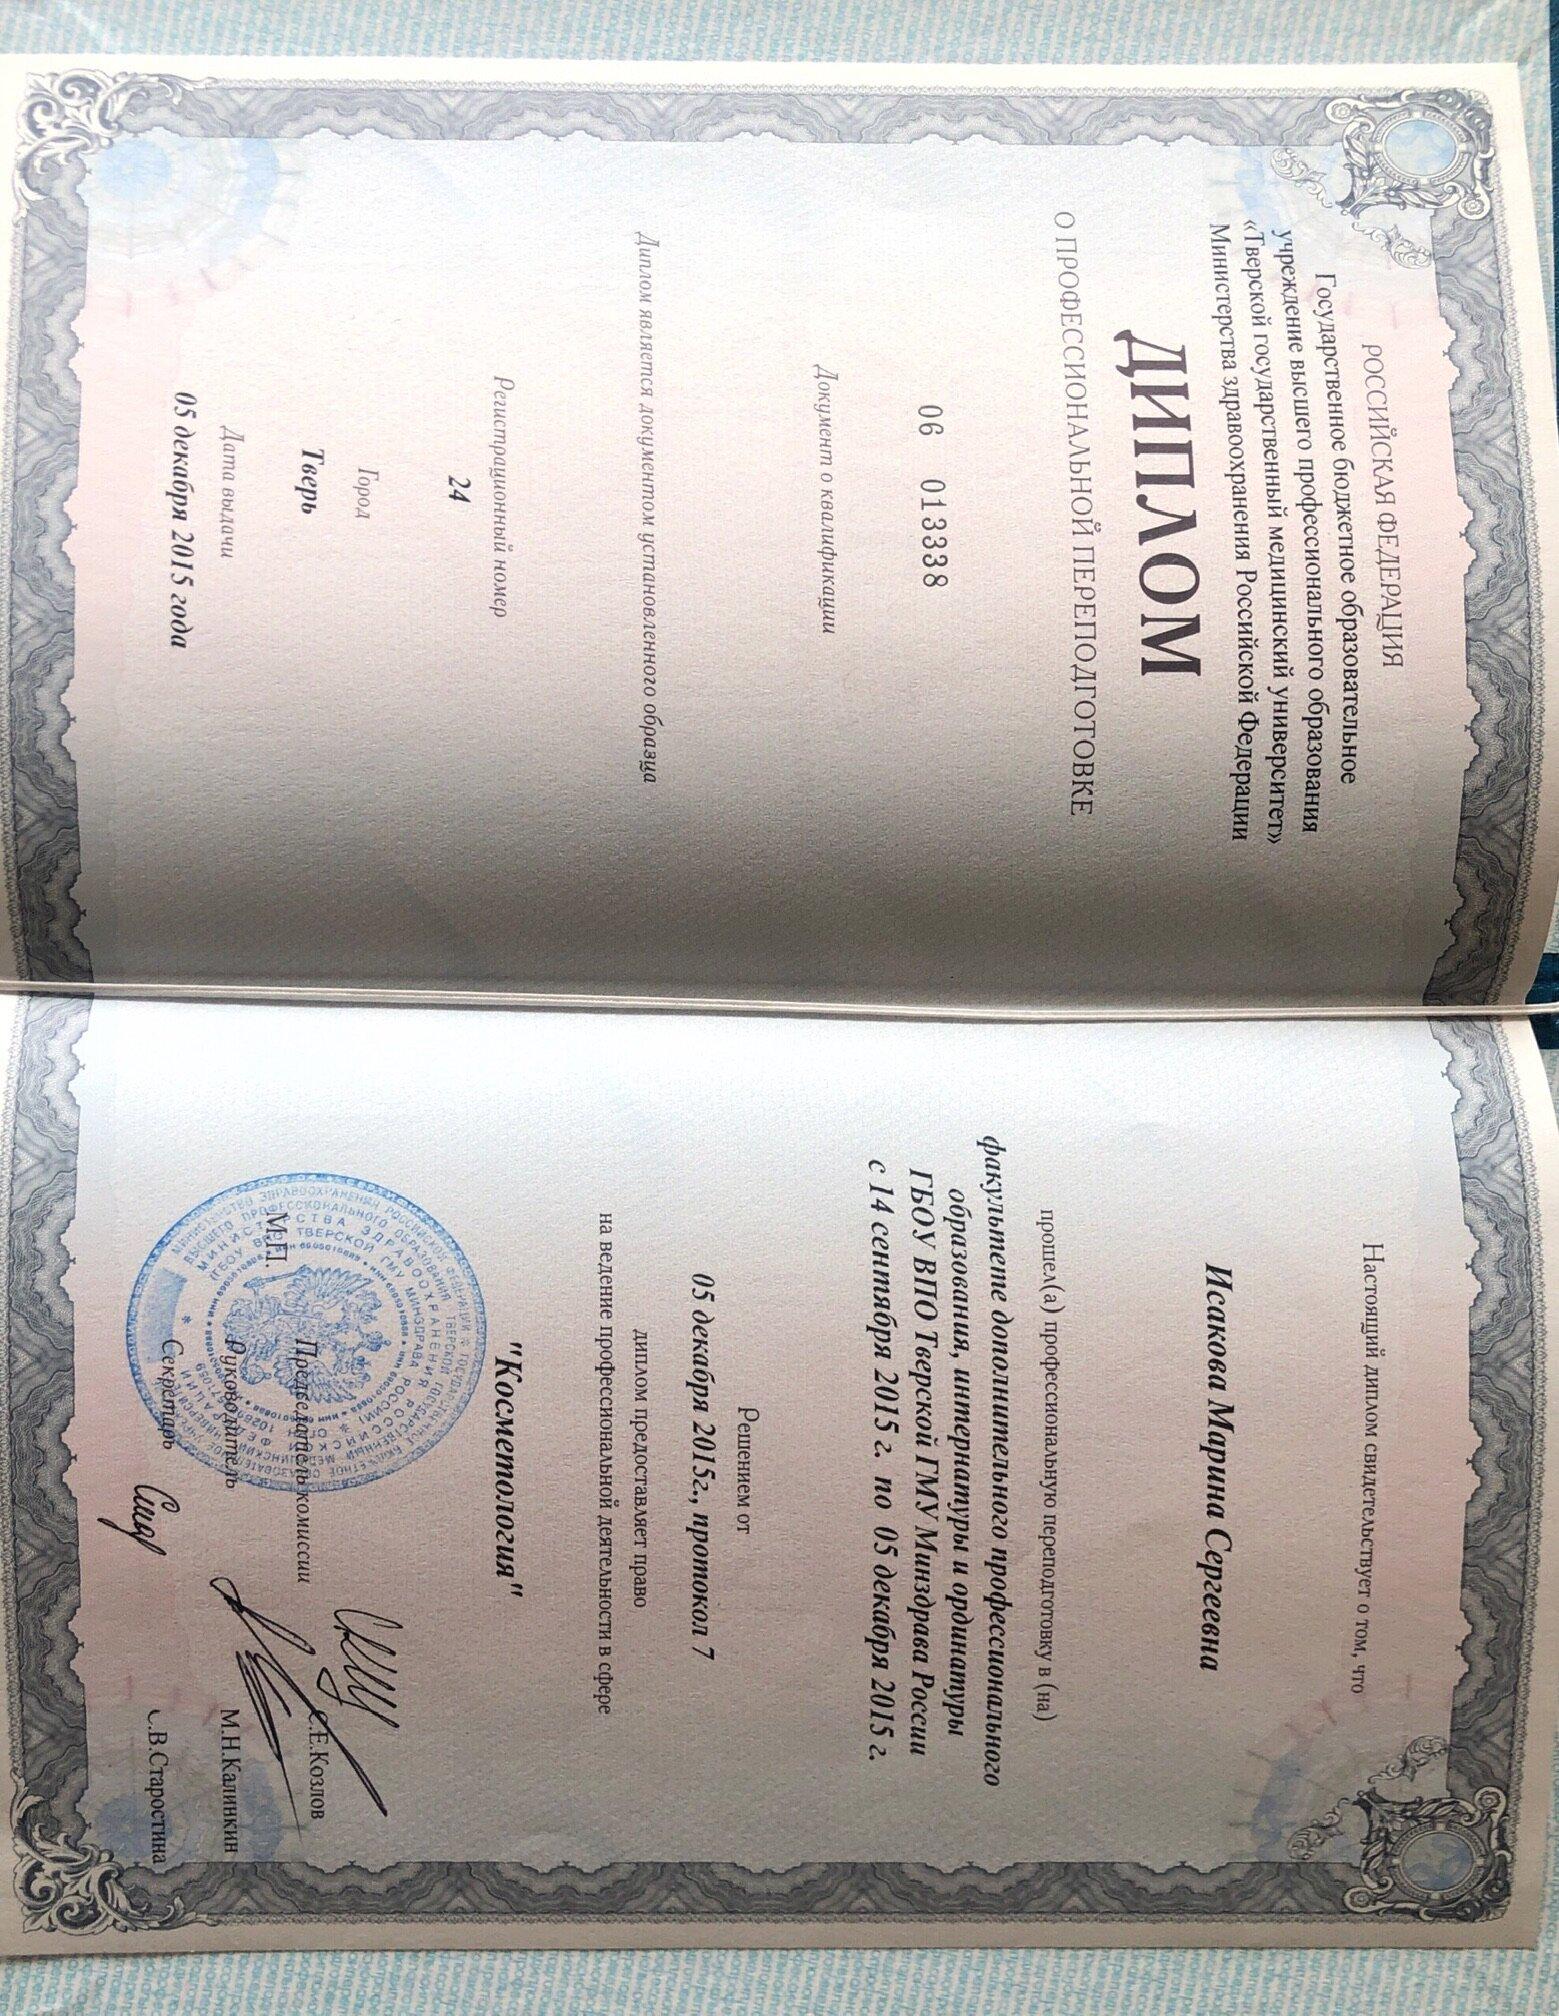 РОССИЙСКАЯ ФЕДЕРАЦИЯ
Государственное бюджетное образовательное
учреждение высшего профессионального образования
«Тверской государственный медицинский университет»
Министерства здравоохранения Российской Федерации
ДИПЛОМ
О ПРОФЕССИОНАЛЬНОЙ ПЕРЕПОДГОТОВКЕ
06 013338
Документ о квалификации
Диплом является документом установленного образца
Регистрационный номер
24
Город
Тверь
Дата выдачи
05 декабря 2015 года
Настоящий диплом свидетельствует о том, что
Исакова Марина Сергеевна
прошел(а) профессиональную переподготовку в (на)
факультете дополнительного профессионального
образования, интернатуры и ординатуры
ГБОУ ВПО Тверской ГМУ Минздрава России
с 14 сентября 2015 г. по 05 декабря 2015 г.
Решением от
05 декабря 2015г., протокол 7
диплом предоставляет право
на ведение профессиональной деятельности в сфере
"Косметология"
Председатель комиссии С.Е.Козлов
М.П. Руководитель М.Н.Калинкин
Секретарь С.В.Старостина